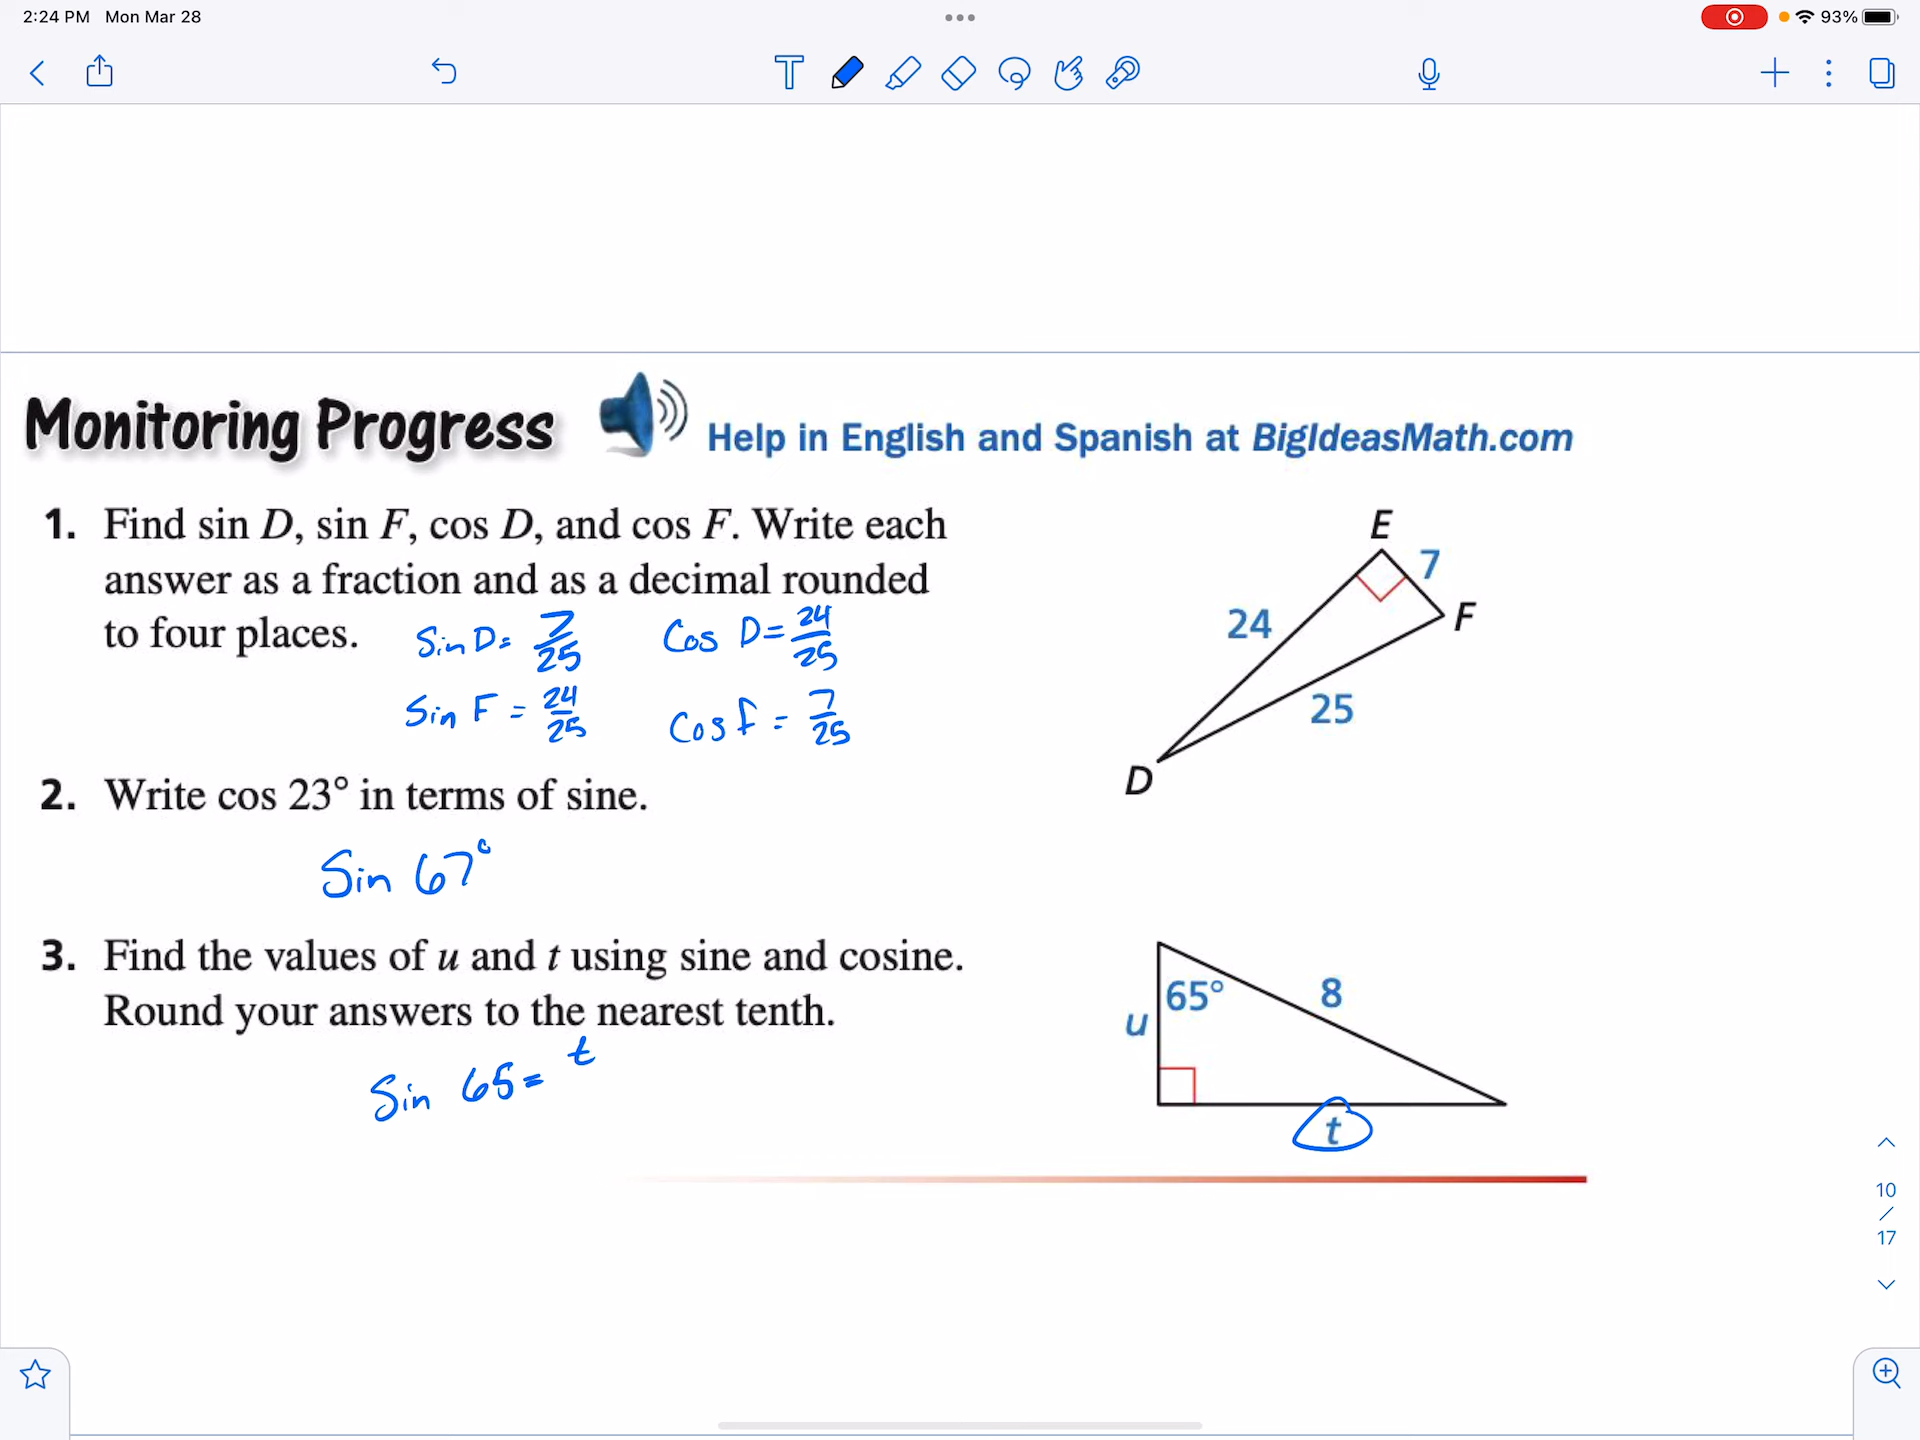 2:24 PM Mon Mar 28
93%
T
Monitoring Progress
Help in English and Spanish at BigIdeasMath.com
1. Find sin D, sin F, cos D, and cos F. Write each
answer as a fraction and as a decimal rounded
to four places.
Sin D = 7/25
Cos D = 24/25
Sin F = 24/25
Cos f = 7/25
E
7
F
24
25
D
2. Write cos 23° in terms of sine.
Sin 67°
3. Find the values of u and t using sine and cosine.
Round your answers to the nearest tenth.
Sin 65 = t
65°
8
u
t
10
/
17